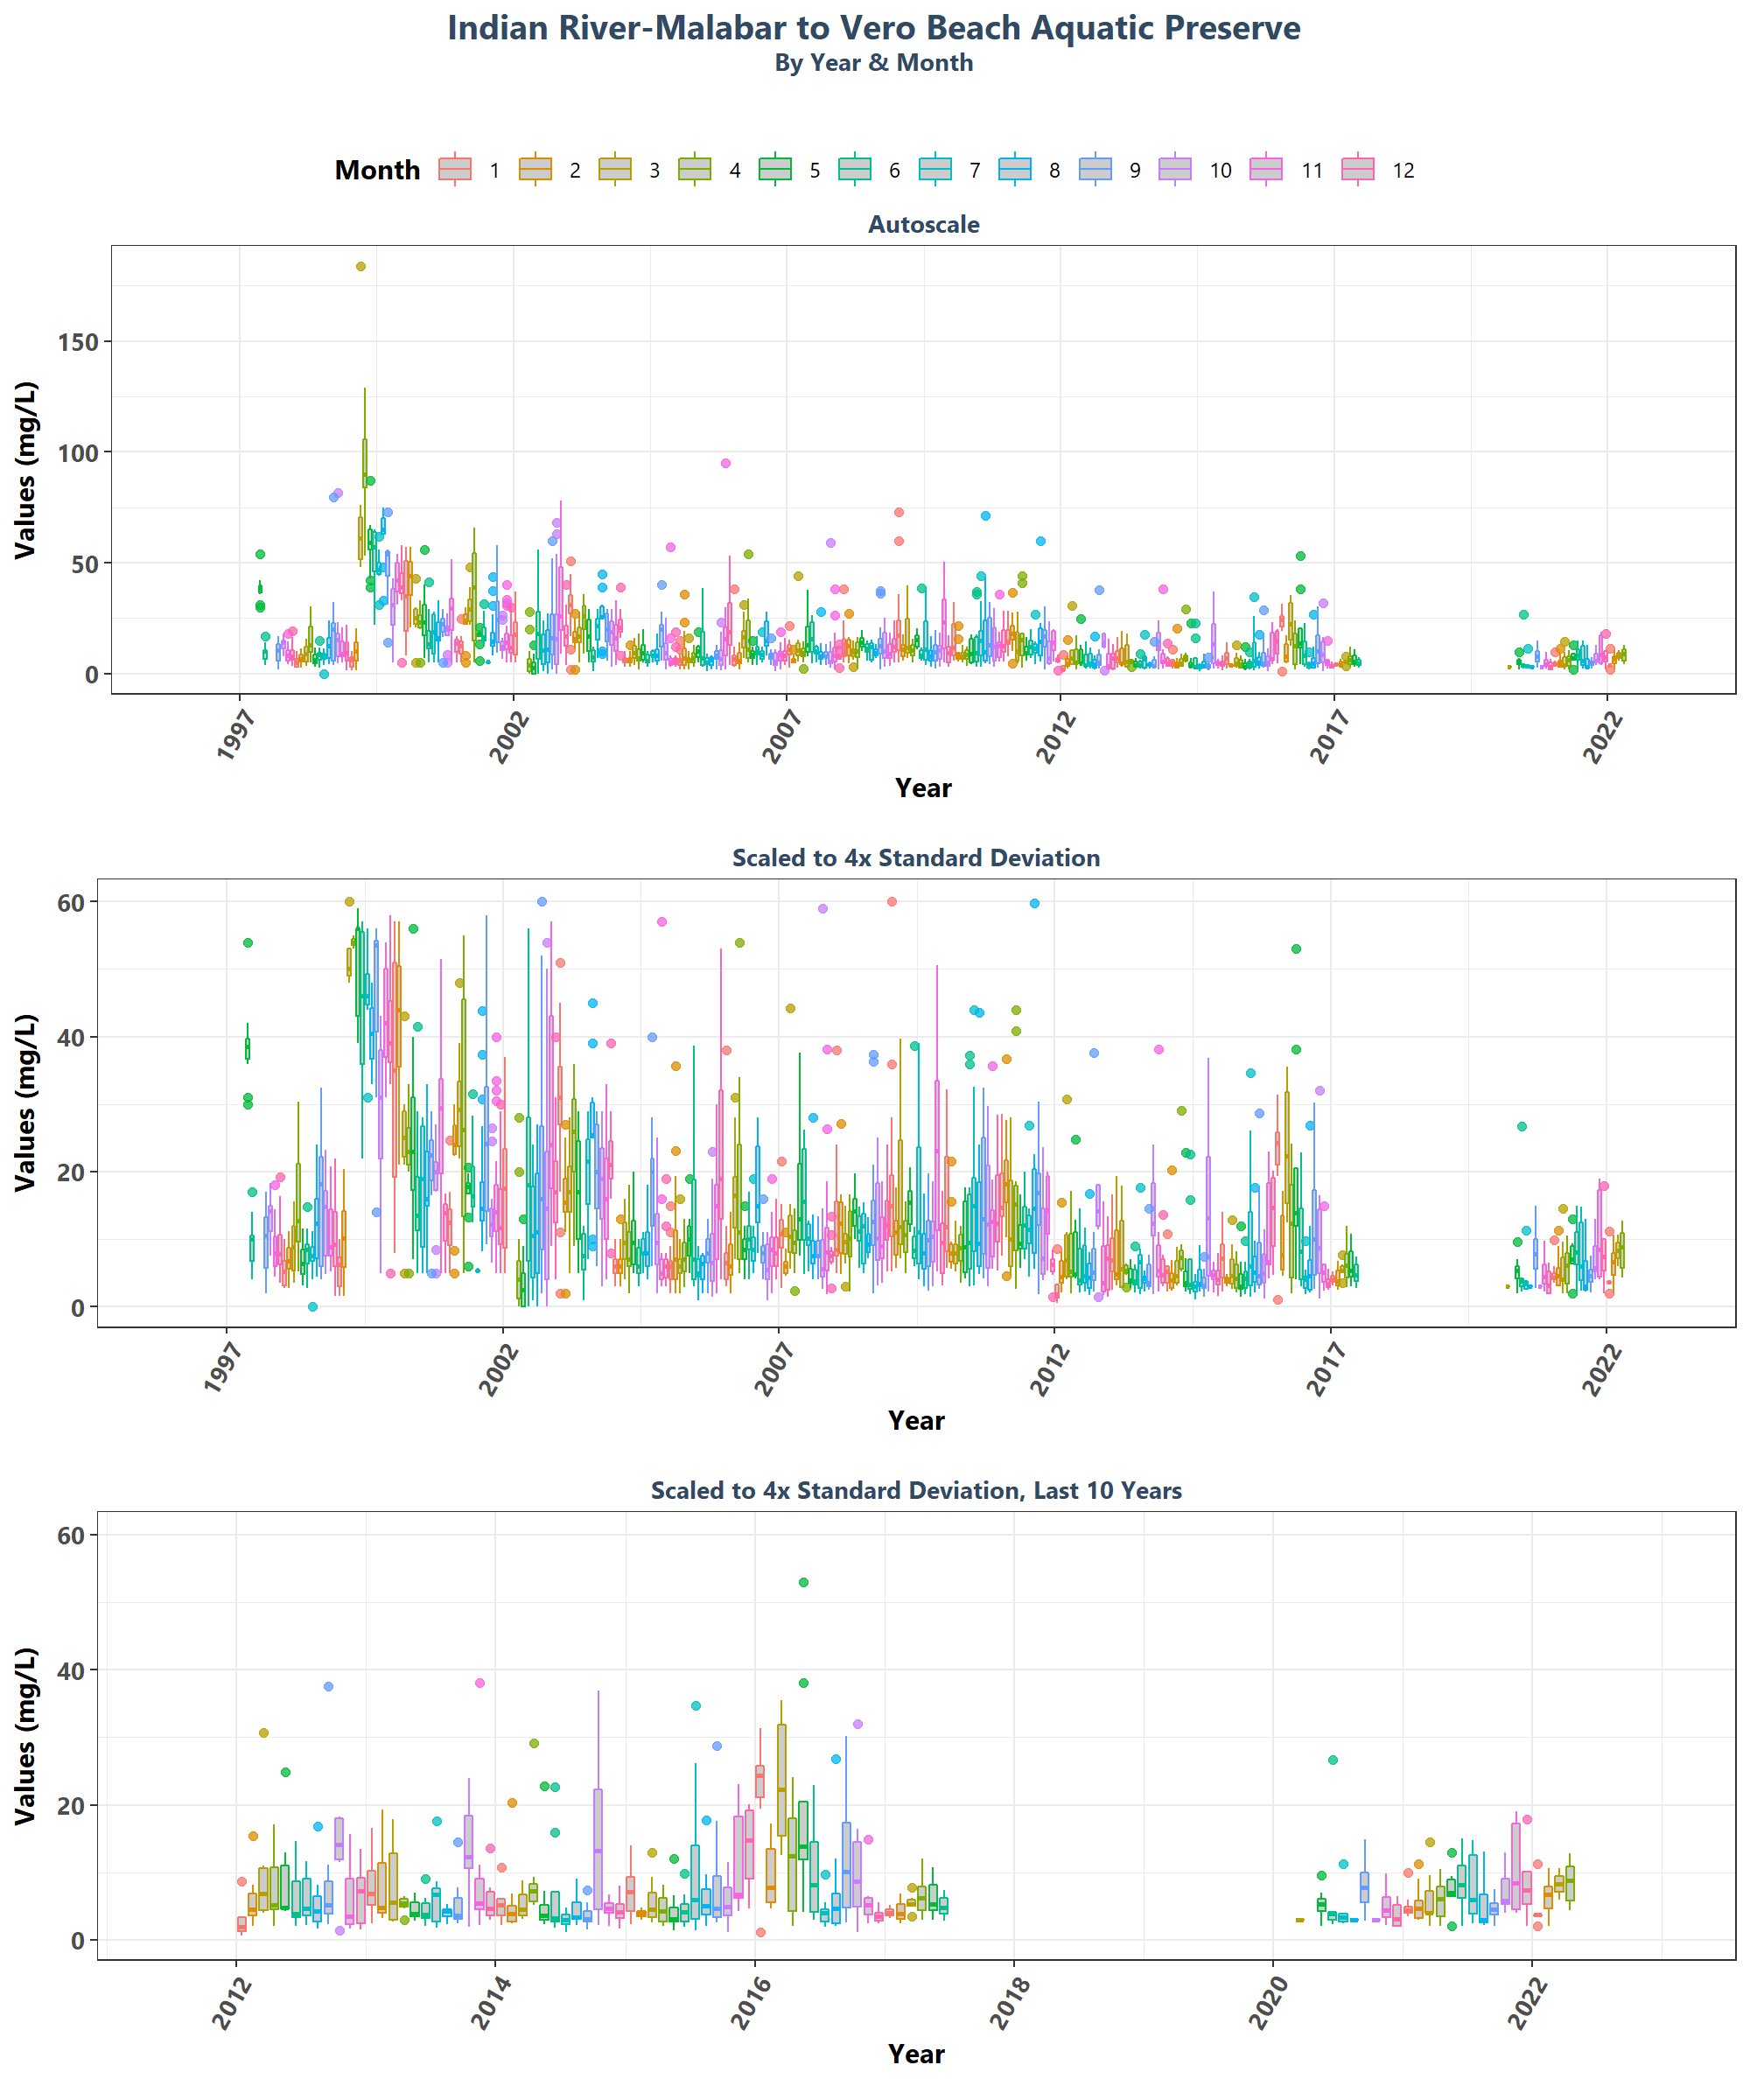 Indian River-Malabar to Vero Beach Aquatic Preserve
By Year & Month
Month 1 2 3 4 5 6 7 8 9 10 11 12
Autoscale
Values (mg/L)
150
100
50
0
1997 2002 2007 2012 2017 2022
Year
Scaled to 4x Standard Deviation
Values (mg/L)
60
40
20
0
1997 2002 2007 2012 2017 2022
Year
Scaled to 4x Standard Deviation, Last 10 Years
Values (mg/L)
60
40
20
0
2012 2014 2016 2018 2020 2022
Year